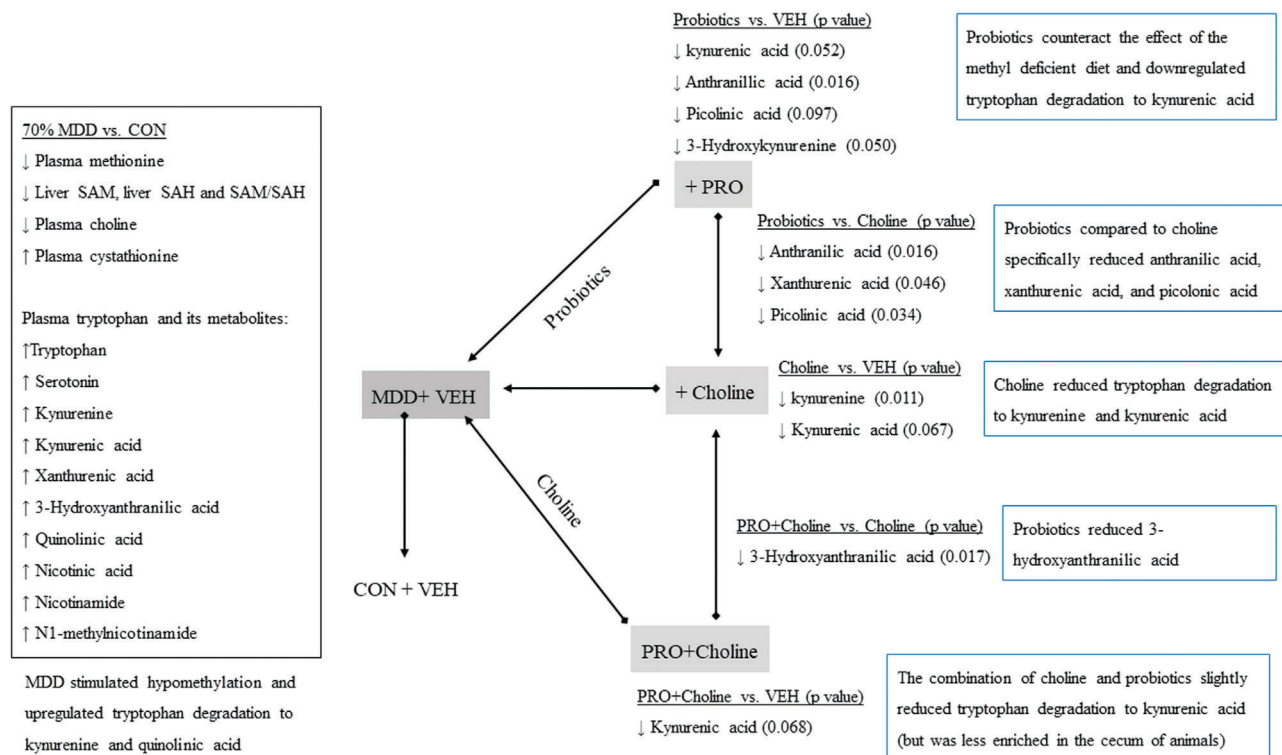 70% MDD vs. CON
↓ Plasma methionine
↓ Liver SAM, liver SAH and SAM/SAH
↓ Plasma choline
↑ Plasma cystathionine
Plasma tryptophan and its metabolites:
↑Tryptophan
↑ Serotonin
↑ Kynurenine
↑ Kynurenic acid
↑ Xanthurenic acid
↑ 3-Hydroxyanthranilic acid
↑ Quinolinic acid
↑ Nicotinic acid
↑ Nicotinamide
↑ N1-methylnicotinamide
MDD stimulated hypomethylation and
upregulated tryptophan degradation to
kynurenine and quinolinic acid
MDD+ VEH
CON + VEH
Probiotics
Choline
Probiotics vs. VEH (p value)
↓ kynurenic acid (0.052)
↓ Anthranillic acid (0.016)
↓ Picolinic acid (0.097)
↓ 3-Hydroxykynurenine (0.050)
+ PRO
Probiotics vs. Choline (p value)
↓ Anthranilic acid (0.016)
↓ Xanthurenic acid (0.046)
↓ Picolinic acid (0.034)
+ Choline
Choline vs. VEH (p value)
↓ kynurenine (0.011)
↓ Kynurenic acid (0.067)
PRO+Choline vs. Choline (p value)
↓ 3-Hydroxyanthranilic acid (0.017)
PRO+Choline
PRO+Choline vs. VEH (p value)
↓ Kynurenic acid (0.068)
Probiotics counteract the effect of the
methyl deficient diet and downregulated
tryptophan degradation to kynurenic acid
Probiotics compared to choline
specifically reduced anthranilic acid,
xanthurenic acid, and picolonic acid
Choline reduced tryptophan degradation
to kynurenine and kynurenic acid
Probiotics reduced 3-
hydroxyanthranilic acid
The combination of choline and probiotics slightly
reduced tryptophan degradation to kynurenic acid
(but was less enriched in the cecum of animals)